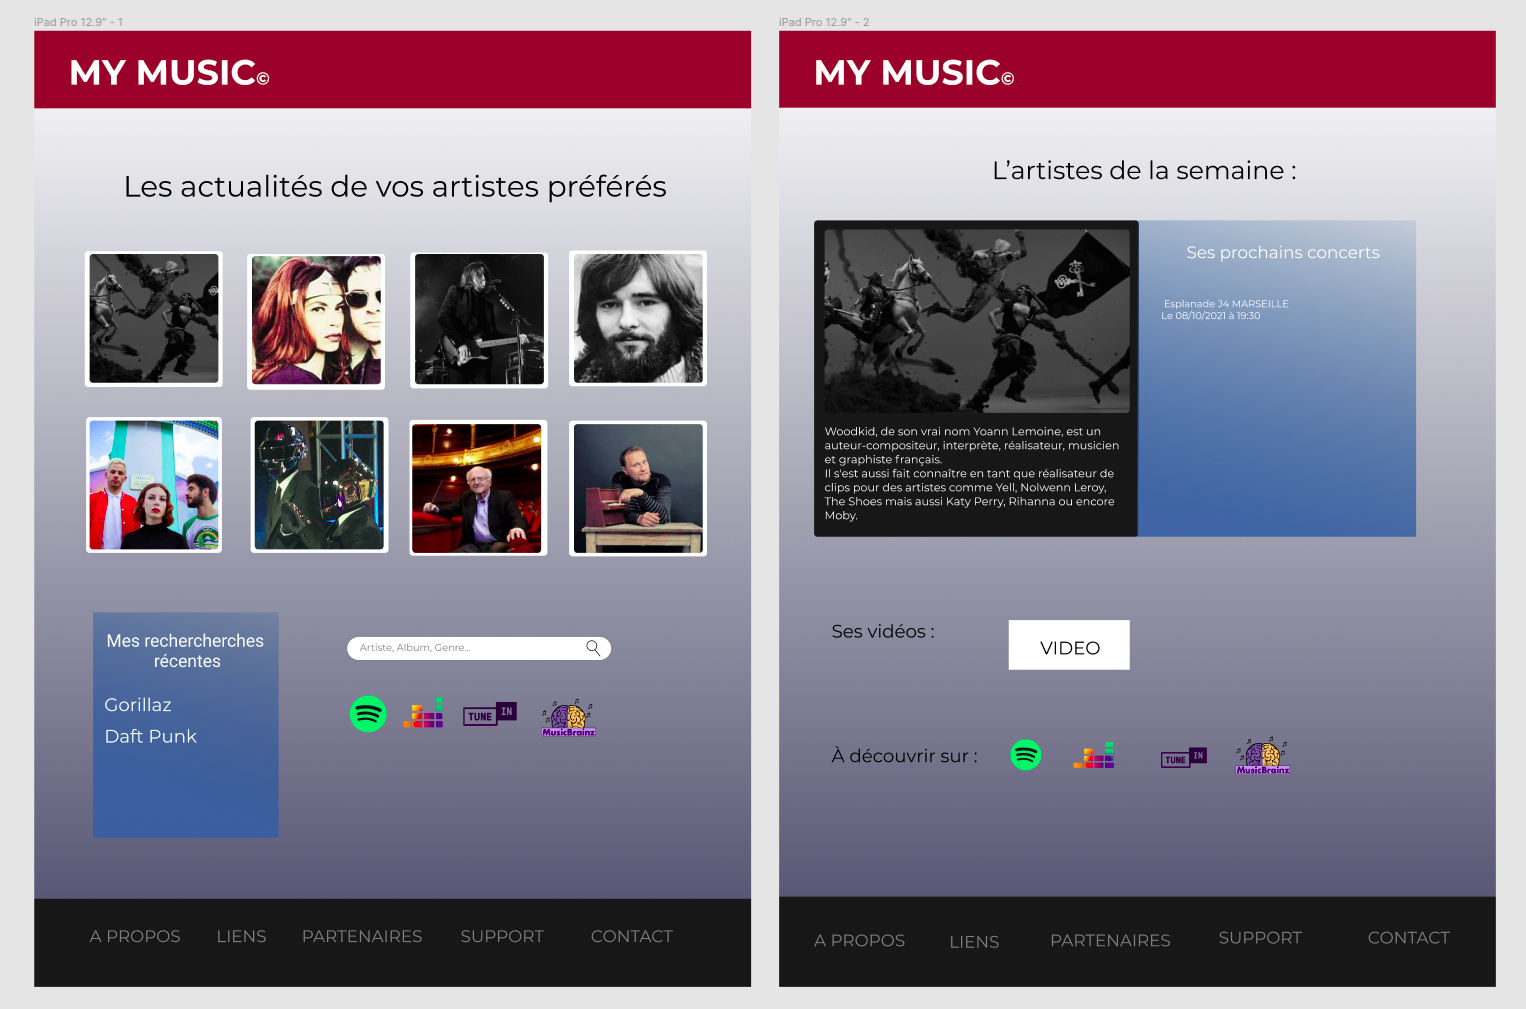 iPad Pro 12.9" - 1
MY MUSIC©
Les actualités de vos artistes préférés
Mes rechercherches
récentes
Gorillaz
Daft Punk
Artiste, Album, Genre...
TUNE IN
MusicBrainz
A PROPOS LIENS PARTENAIRES SUPPORT CONTACT
iPad Pro 12.9" - 2
MY MUSIC©
L'artistes de la semaine :
Woodkid, de son vrai nom Yoann Lemoine, est un
auteur-compositeur, interprète, réalisateur, musicien
et graphiste français.
Il s'est aussi fait connaître en tant que réalisateur de
clips pour des artistes comme Yell, Nolwenn Leroy,
The Shoes mais aussi Katy Perry, Rihanna ou encore
Moby.
Ses prochains concerts
Esplanade J4 MARSEILLE
Le 08/10/2021 à 19:30
Ses vidéos :
VIDEO
À découvrir sur :
TUNE IN
MusicBrainz
A PROPOS LIENS PARTENAIRES SUPPORT CONTACT